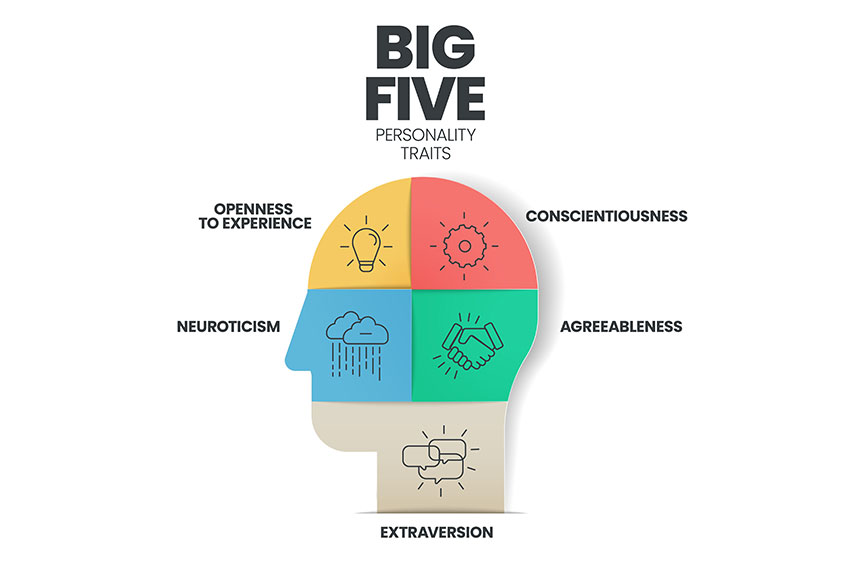 BIG
FIVE
PERSONALITY
TRAITS
OPENNESS
TO EXPERIENCE
CONSCIENTIOUSNESS
NEUROTICISM
AGREEABLENESS
EXTRAVERSION